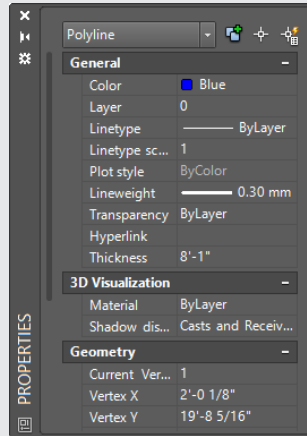 Polyline
General
Color Blue
Layer 0
Linetype ByLayer
Linetype sc... 1
Plot style ByColor
Lineweight 0.30 mm
Transparency ByLayer
Hyperlink
Thickness 8'-1"
3D Visualization
Material ByLayer
Shadow dis... Casts and Receiv...
Geometry
Current Ver... 1
Vertex X 2'-0 1/8"
Vertex Y 19'-8 5/16"
PROPERTIES